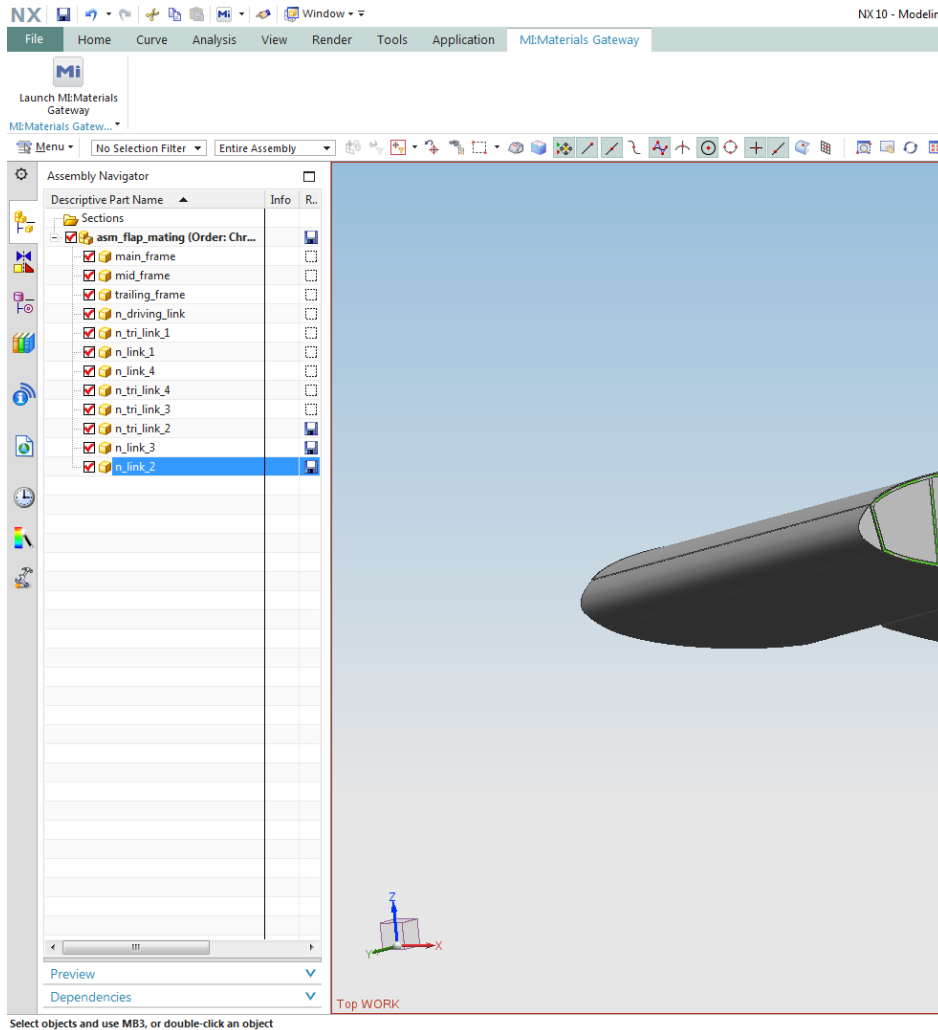 NX Mi Window NX 10 - Modelin
File Home Curve Analysis View Render Tools Application MI:Materials Gateway
Mi
Launch MI:Materials
Gateway
MI:Materials Gatew...
Menu No Selection Filter Entire Assembly
Assembly Navigator
Descriptive Part Name Info R..
Sections
asm_flap_mating (Order: Chr...
main_frame
mid_frame
trailing_frame
n_driving_link
n_tri_link_1
n_link_1
n_link_4
n_tri_link_4
n_tri_link_3
n_tri_link_2
n_link_3
n_link_2
Z
X
Y
Preview
Dependencies
Top WORK
Select objects and use MB3, or double-click an object